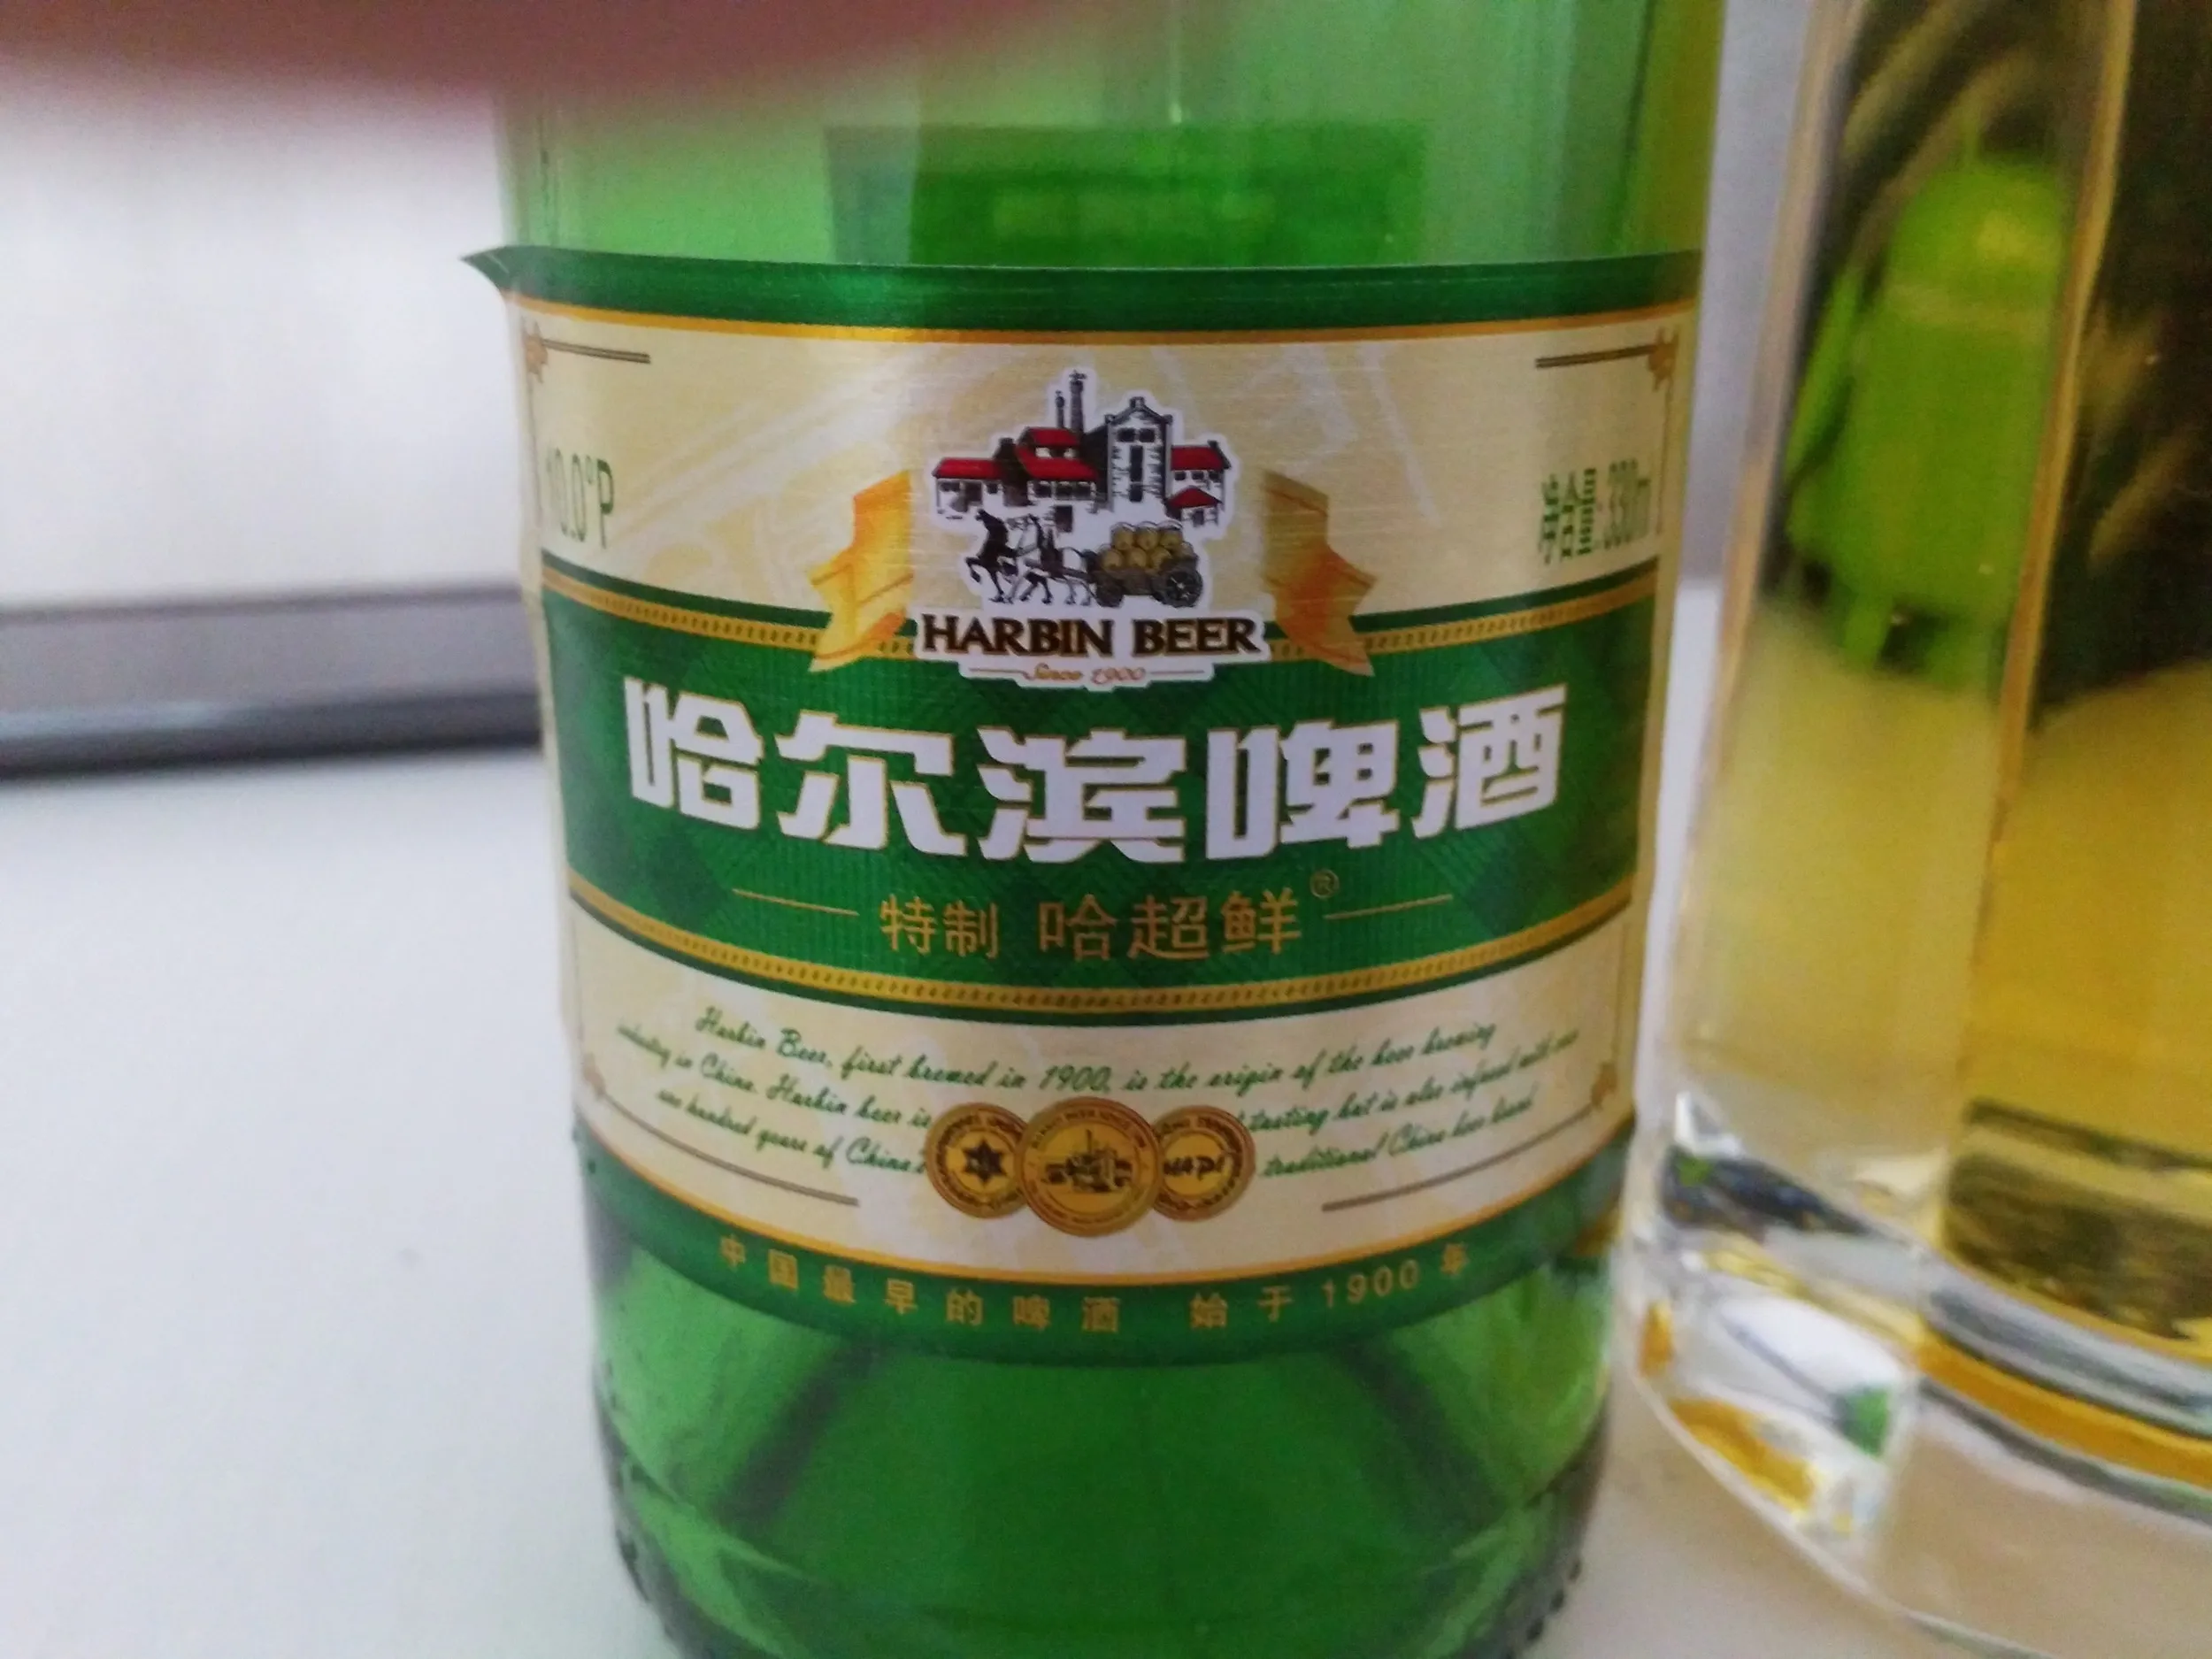 10.0°P
净含量:330ml
HARBIN BEER
Since 1900
哈尔滨啤酒
特制 哈超鲜®
Harbin Beer, first brewed in 1900, is the origin of the beer brewing
industry in China. Harbin beer is tasting but is also infused with
one hundred years of China's traditional China beer brand
中国最早的啤酒 始于1900年